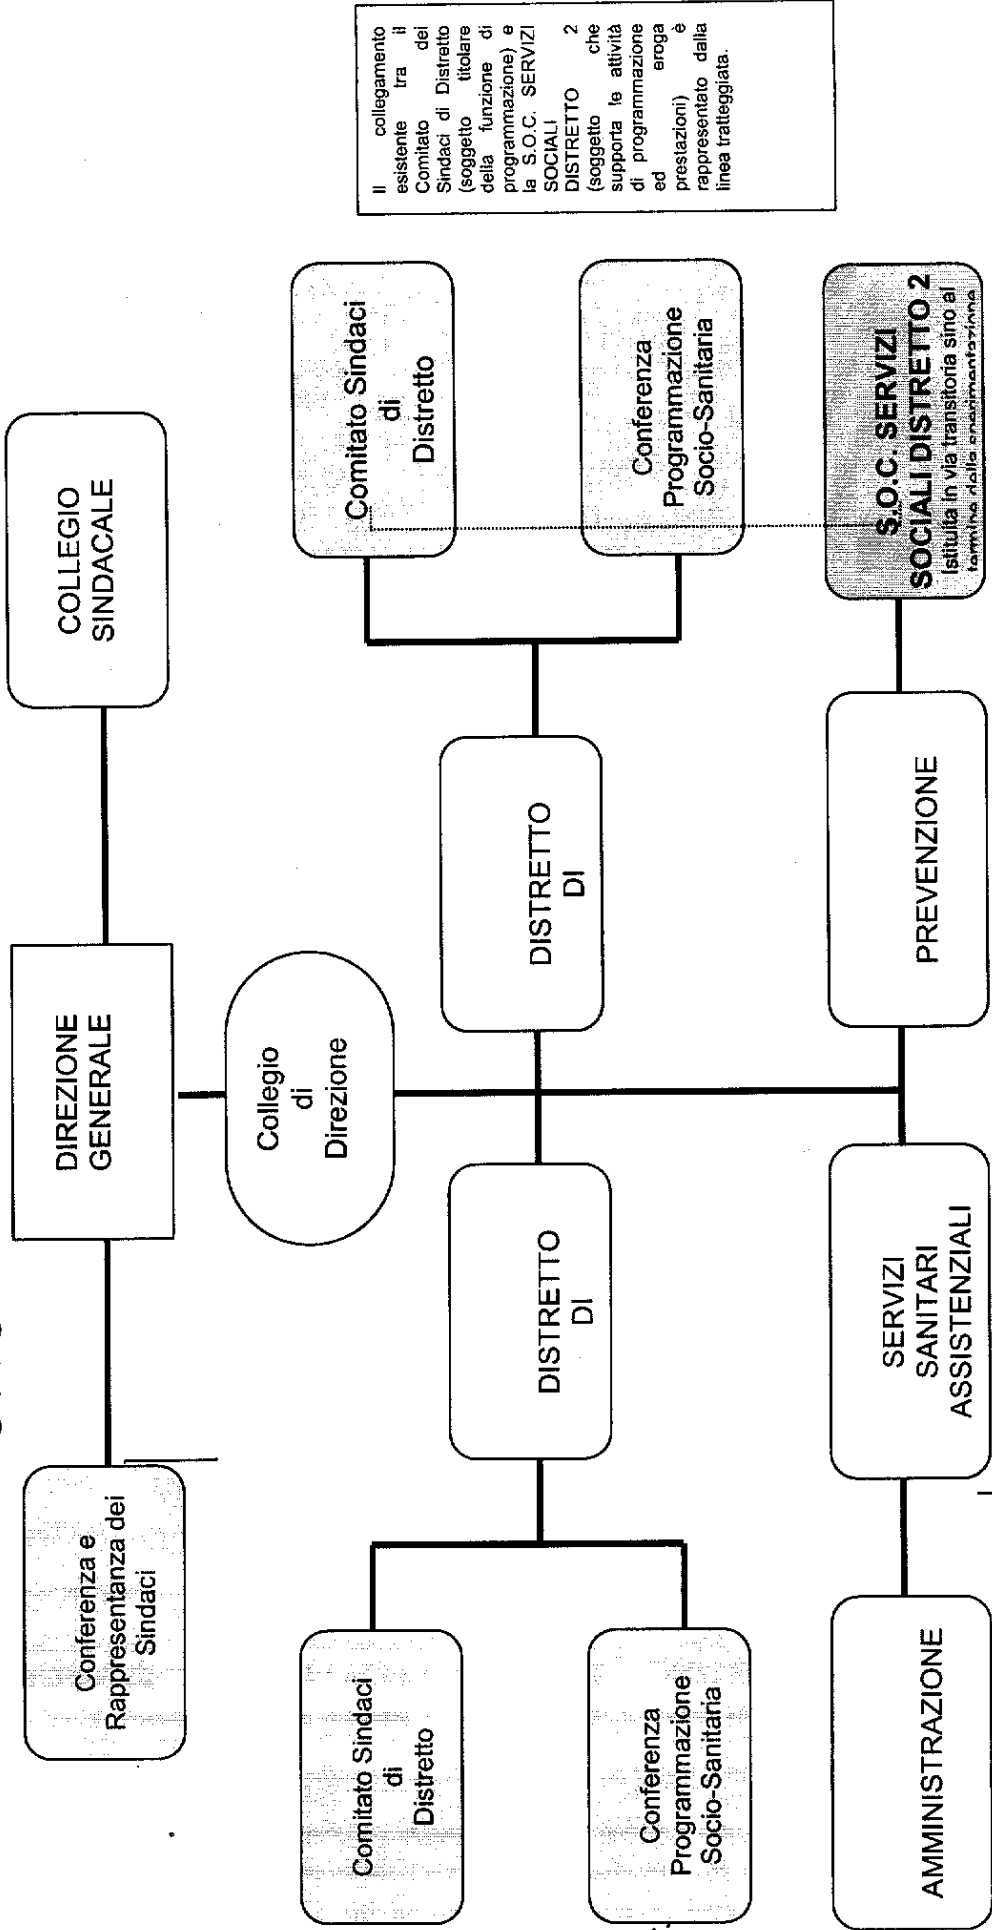 Conferenza e
Rappresentanza dei
Sindaci
DIREZIONE
GENERALE
COLLEGIO
SINDACALE
Collegio
di
Direzione
Comitato Sindaci
di
Distretto
Conferenza
Programmazione
Socio-Sanitaria
DISTRETTO
DI
DISTRETTO
DI
Comitato Sindaci
di
Distretto
Conferenza
Programmazione
Socio-Sanitaria
Il collegamento
esistente tra il
Comitato dei
Sindaci di Distretto
(soggetto titolare
della funzione di
programmazione) e
la S.O.C. SERVIZI
SOCIALI
DISTRETTO 2
(soggetto che
supporta le attività
di programmazione
ed eroga
prestazioni) è
rappresentato dalla
linea tratteggiata.
AMMINISTRAZIONE
SERVIZI
SANITARI
ASSISTENZIALI
PREVENZIONE
S.O.C. SERVIZI
SOCIALI DISTRETTO 2
Istituita in via transitoria sino al
termine della sperimentazione